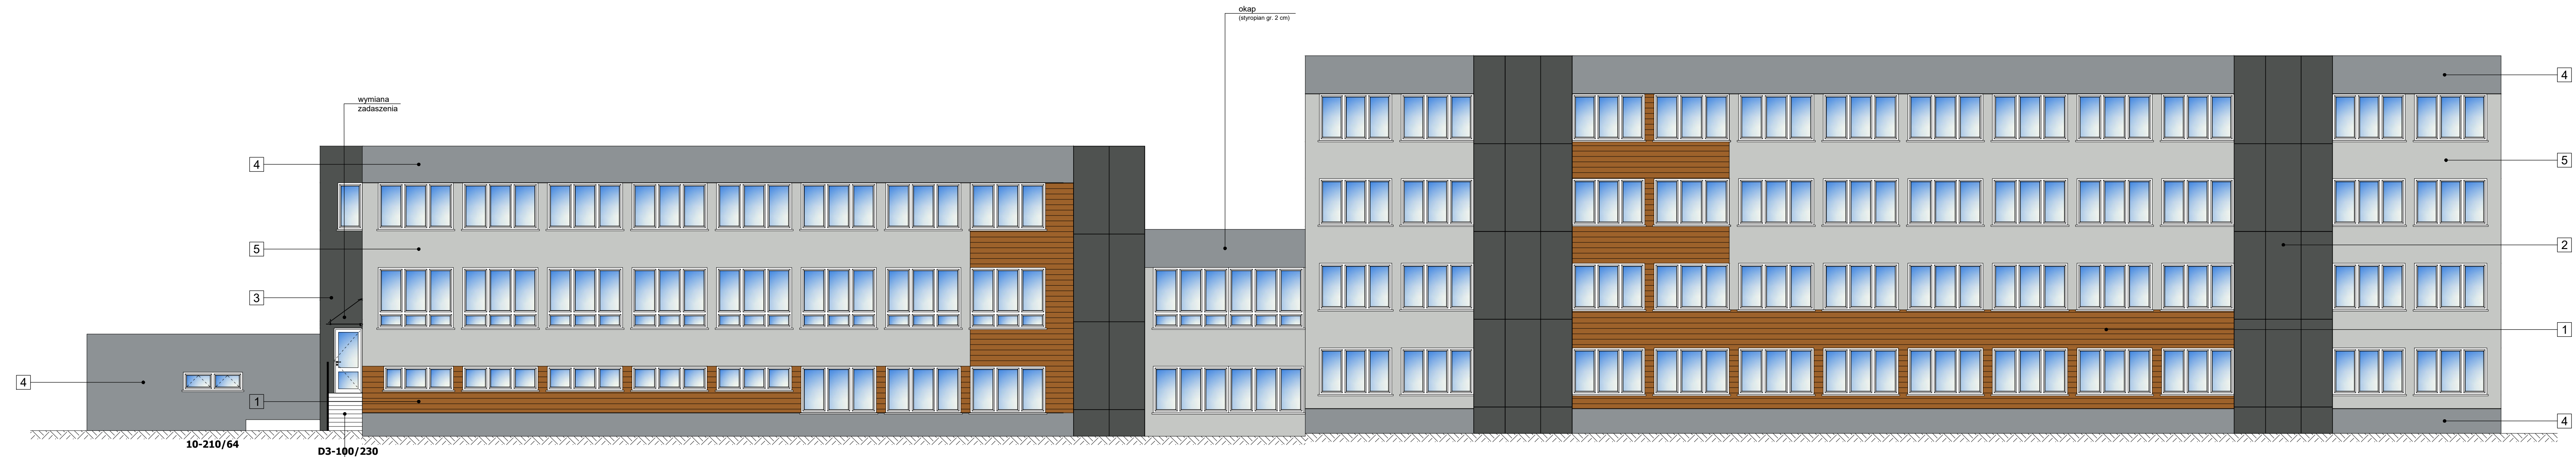 okap
(styropian gr. 2 cm)
wymiana
zadaszenia
4
4
5
5
2
3
1
4
1
4
10-210/64
D3-100/230